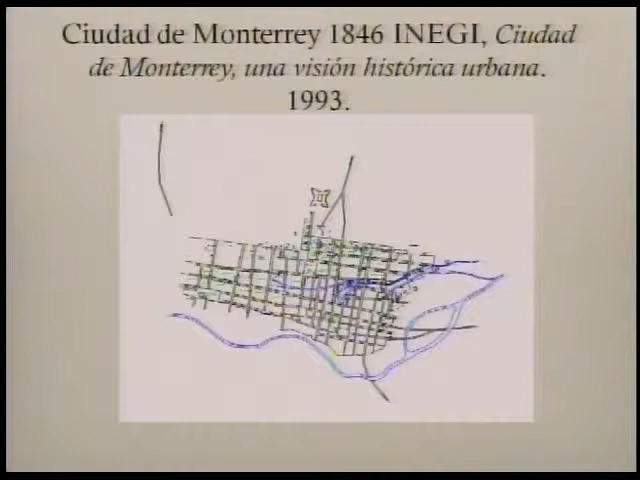 Ciudad de Monterrey 1846 INEGI, Ciudad
de Monterrey, una visión histórica urbana.
1993.